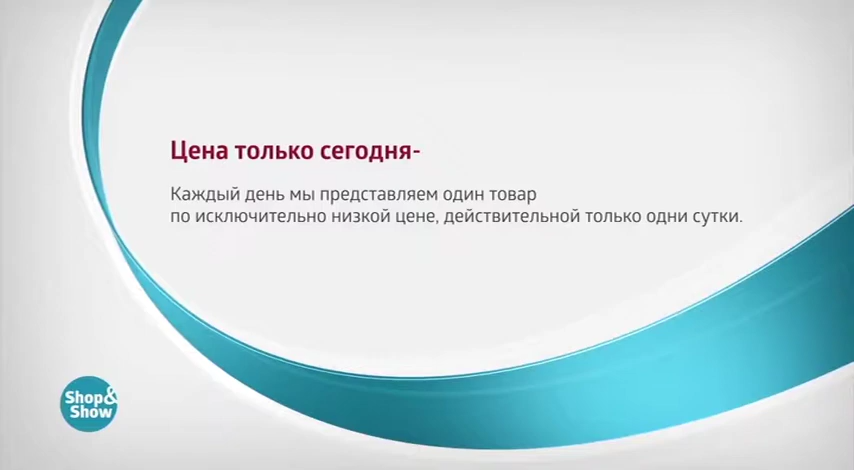 Цена только сегодня-
Каждый день мы представляем один товар
по исключительно низкой цене, действительной только одни сутки.
Shop&
Show